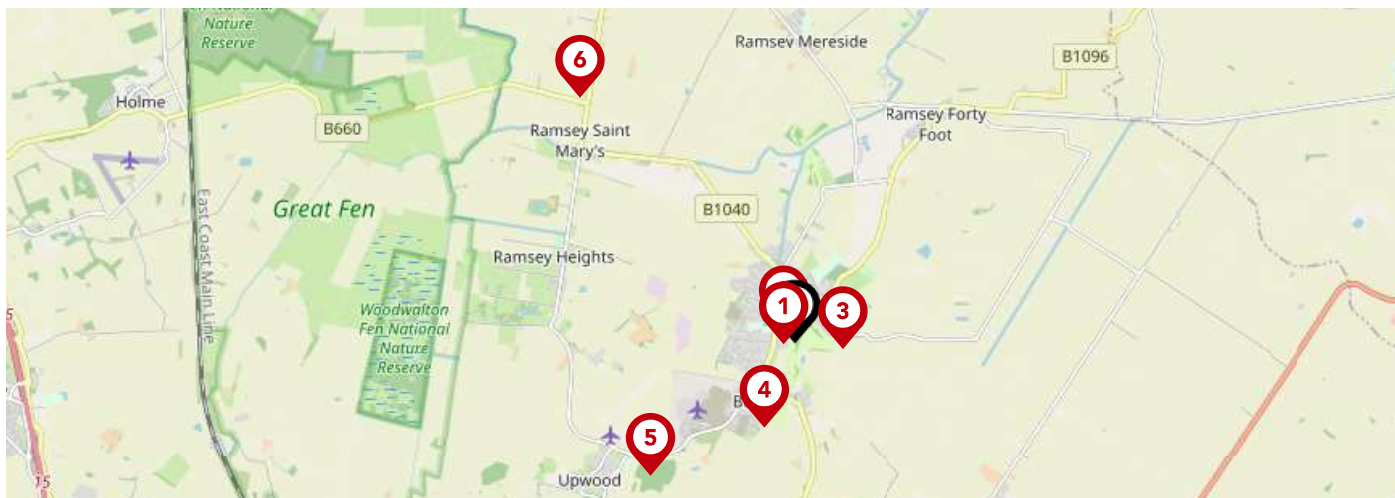 Nature
Reserve
Ramsey Mereside
B1096
6
Holme
B660
Ramsey Saint
Mary's
Ramsey Forty
Foot
East Coast Main Line
Great Fen
B1040
Ramsey Heights
1
3
5
Woodwalton
Fen National
Nature
Reserve
4
B
5
15
Upwood